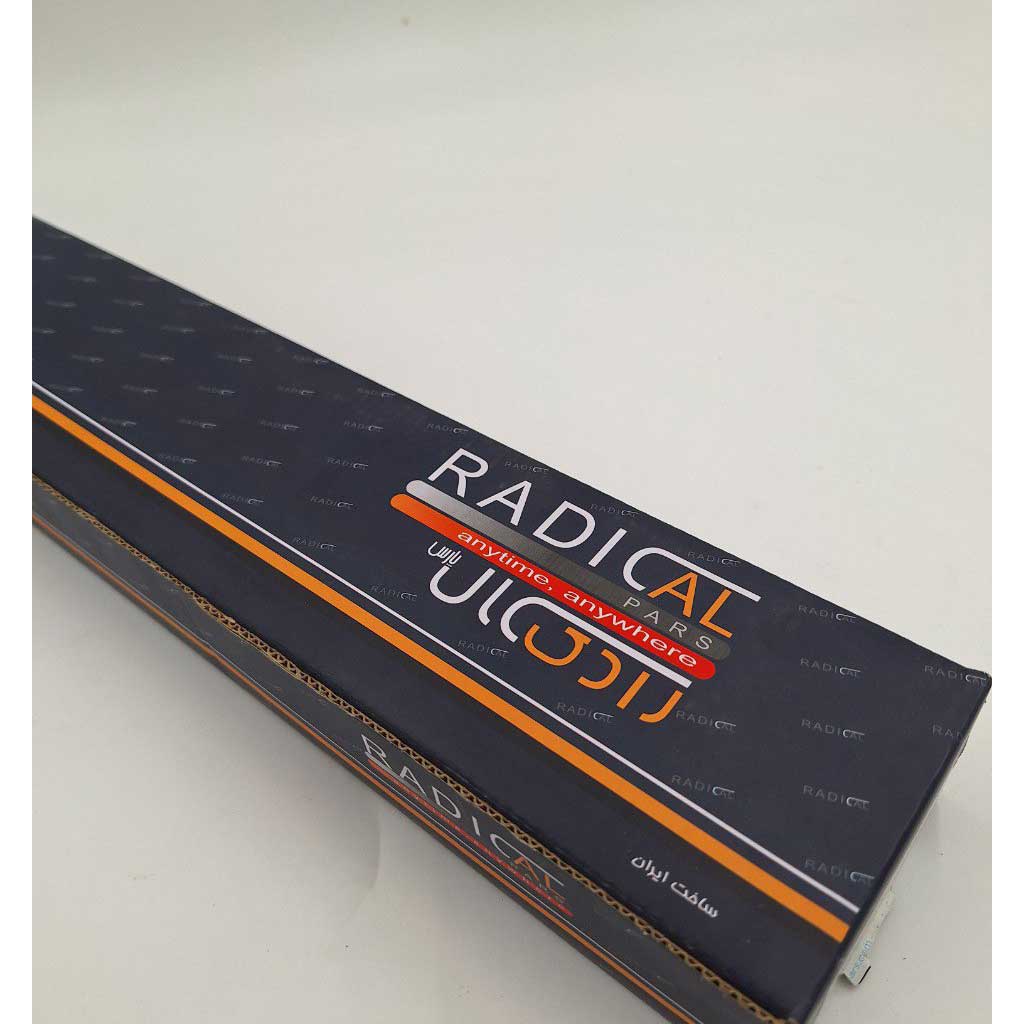 RADICAL
PARS
anytime, anywhere
رادیکال
پارس
ساخت ایران
RADICAL